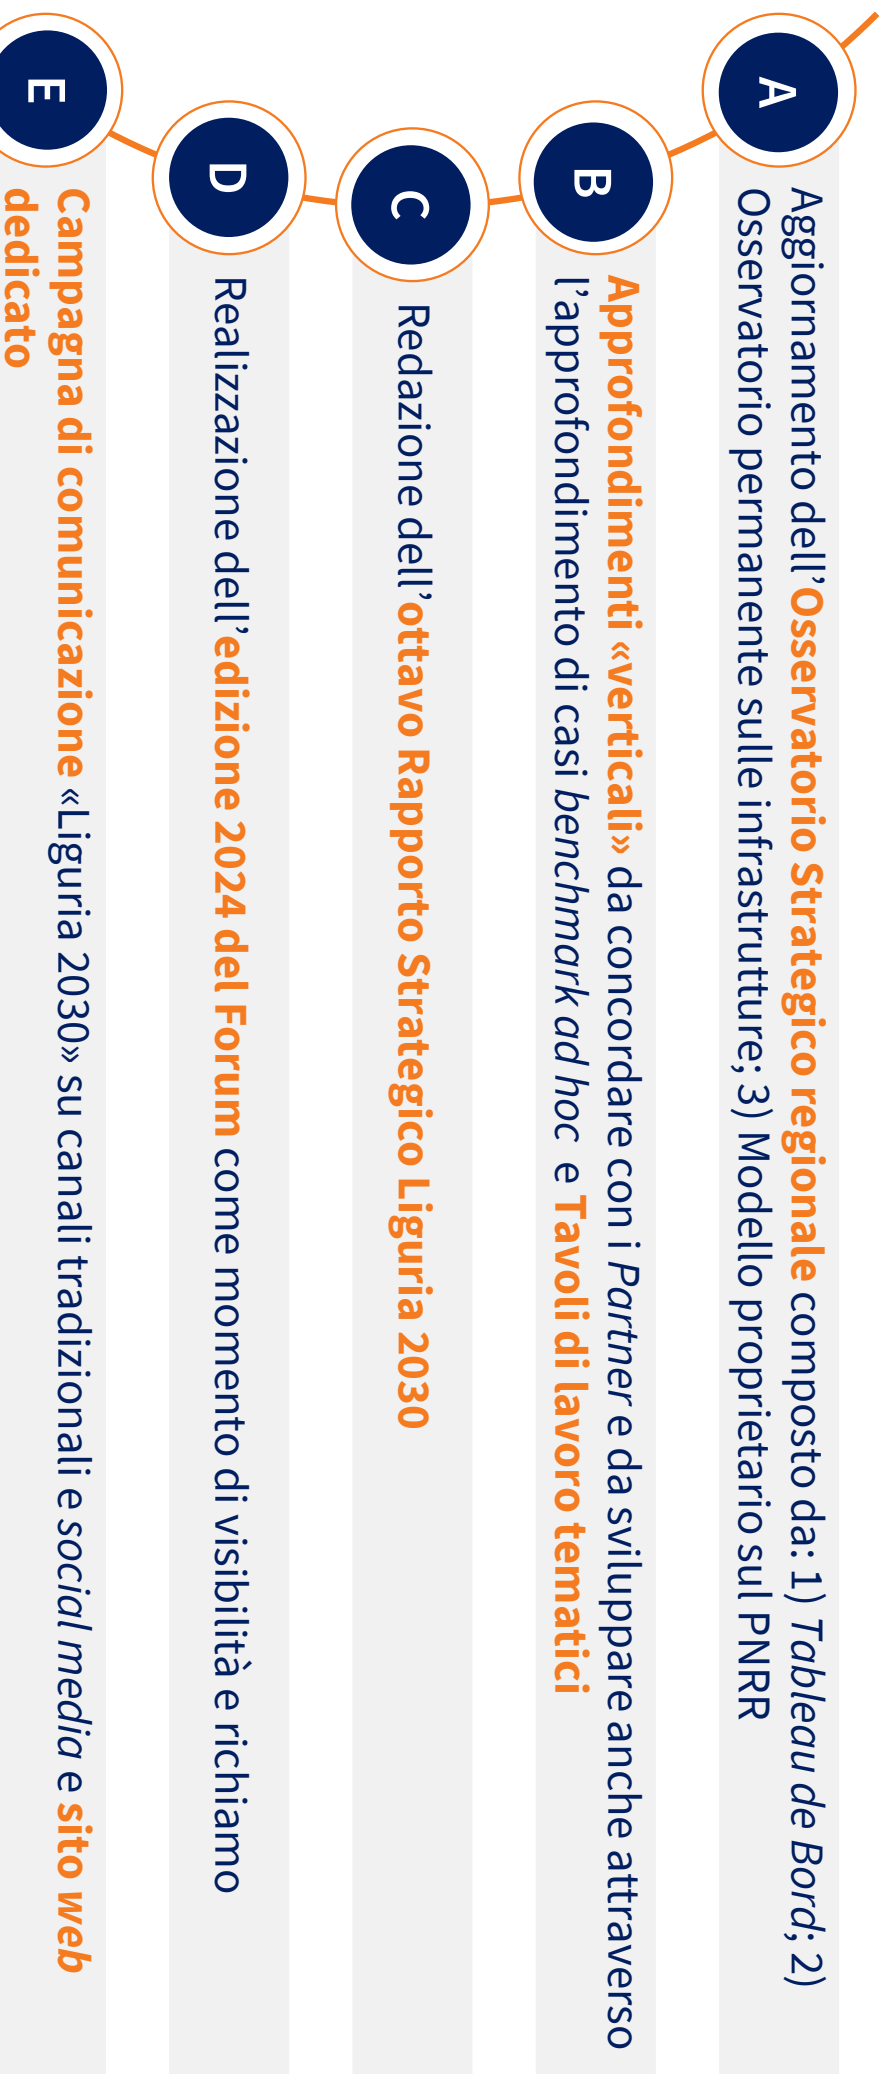 A
Aggiornamento dell’Osservatorio Strategico regionale composto da: 1) Tableau de Bord; 2)
Osservatorio permanente sulle infrastrutture; 3) Modello proprietario sul PNRR
B
Approfondimenti «verticali» da concordare con i Partner e da sviluppare anche attraverso
l’approfondimento di casi benchmark ad hoc e Tavoli di lavoro tematici
C
Redazione dell’ottavo Rapporto Strategico Liguria 2030
D
Realizzazione dell’edizione 2024 del Forum come momento di visibilità e richiamo
E
Campagna di comunicazione «Liguria 2030» su canali tradizionali e social media e sito web
dedicato